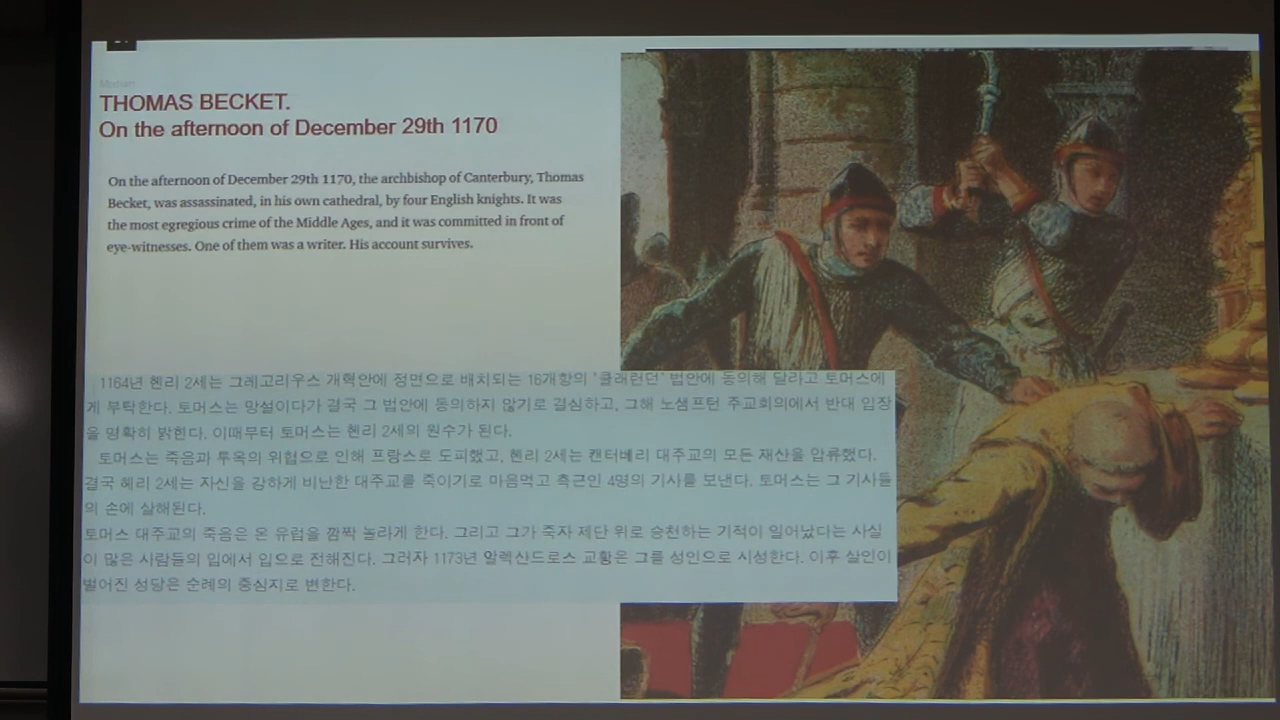 THOMAS BECKET.
On the afternoon of December 29th 1170
On the afternoon of December 29th 1170, the archbishop of Canterbury, Thomas
Becket, was assassinated, in his own cathedral, by four English knights. It was
the most egregious crime of the Middle Ages, and it was committed in front of
eye-witnesses. One of them was a writer. His account survives.
1164년 헨리 2세는 그레고리우스 개혁안에 정면으로 배치되는 16개항의 '클래런던' 법안에 동의해 달라고 토머스에
게 부탁한다. 토머스는 망설이다가 결국 그 법안에 동의하지 않기로 결심하고, 그해 노샘프턴 주교회의에서 반대 입장
을 명확히 밝힌다. 이때부터 토머스는 헨리 2세의 원수가 된다.
토머스는 죽음과 투옥의 위협으로 인해 프랑스로 도피했고, 헨리 2세는 캔터베리 대주교의 모든 재산을 압류했다.
결국 헤리 2세는 자신을 강하게 비난한 대주교를 죽이기로 마음먹고 측근인 4명의 기사를 보낸다. 토머스는 그 기사들
의 손에 살해된다.
토머스 대주교의 죽음은 온 유럽을 깜짝 놀라게 한다. 그리고 그가 죽자 제단 위로 승천하는 기적이 일어났다는 사실
이 많은 사람들의 입에서 입으로 전해진다. 그러자 1173년 알렉산드로스 교황은 그를 성인으로 시성한다. 이후 살인이
벌어진 성당은 순례의 중심지로 변한다.